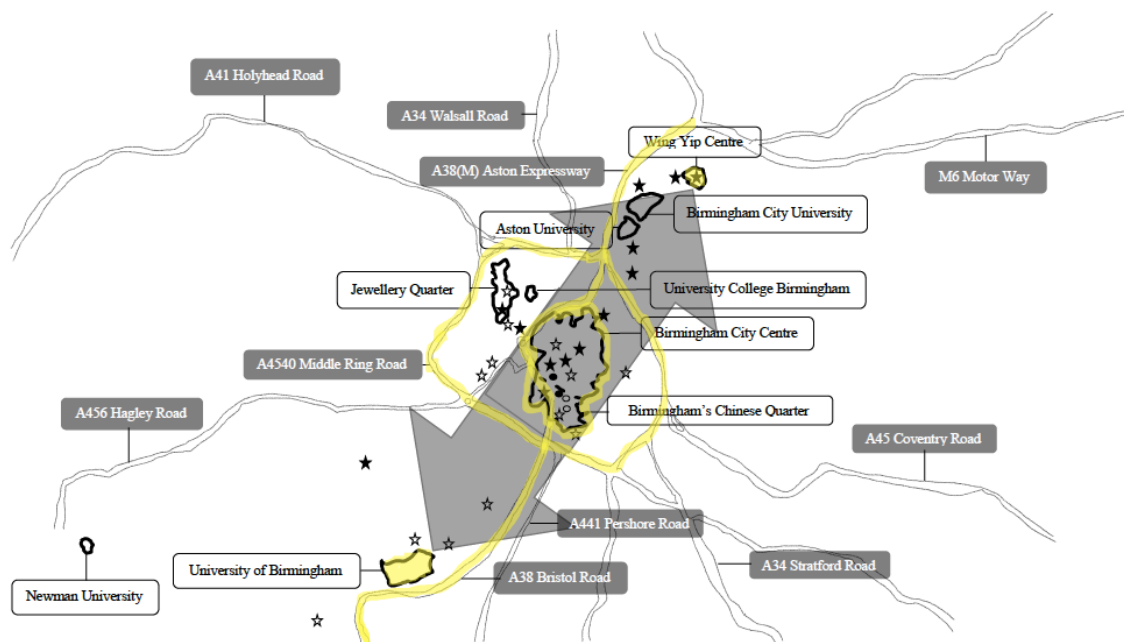 A41 Holyhead Road
A34 Walsall Road
Wing Yip Centre
A38(M) Aston Expressway
M6 Motor Way
Birmingham City University
Aston University
Jewellery Quarter
University College Birmingham
Birmingham City Centre
A4540 Middle Ring Road
A456 Hagley Road
Birmingham's Chinese Quarter
A45 Coventry Road
A441 Pershore Road
A34 Stratford Road
University of Birmingham
A38 Bristol Road
Newman University